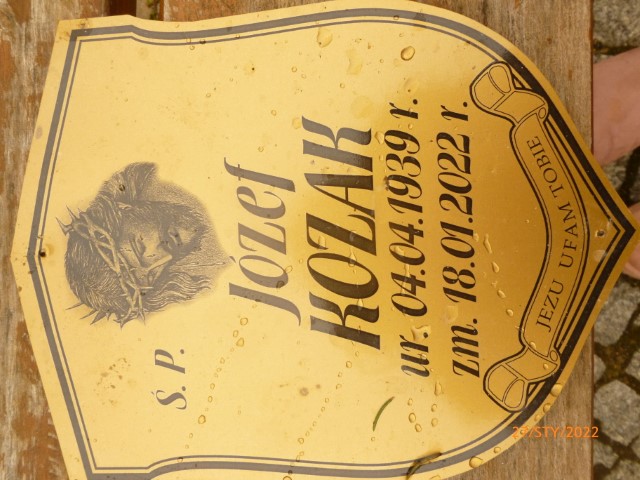 Ś. P.
Józef
KOZAK
ur. 04.04.1939 r.
zm. 18.01.2022 r.
JEZU UFAM TOBIE
29/STY/2022